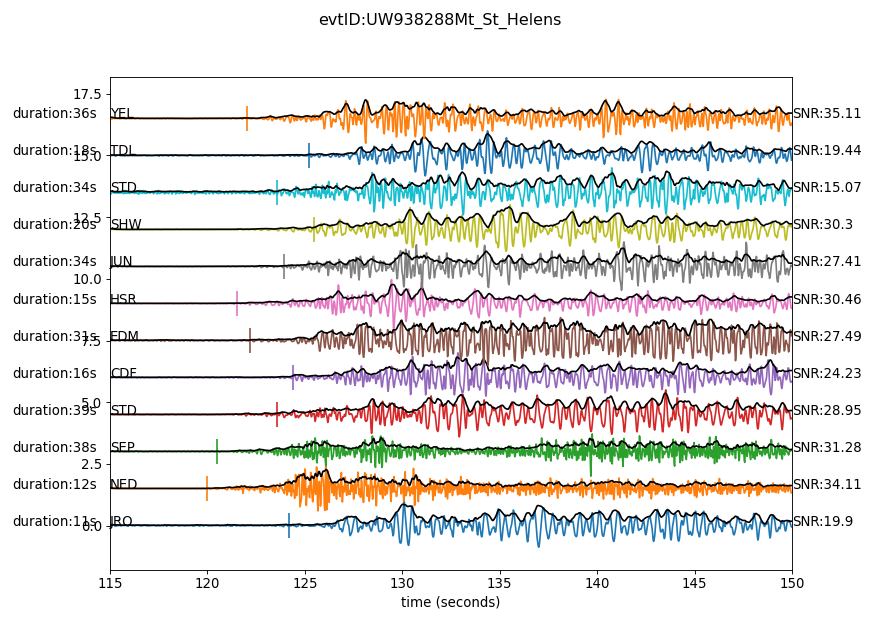 evtID:UW938288Mt_St_Helens
17.5
duration:36s YEL SNR:35.11
duration:18s TDL SNR:19.44
15.0
duration:34s STD SNR:15.07
12.5
duration:20s SHW SNR:30.3
duration:34s JUN SNR:27.41
10.0
duration:15s HSR SNR:30.46
duration:31s EDM SNR:27.49
7.5
duration:16s CDF SNR:24.23
5.0
duration:39s STD SNR:28.95
duration:38s SEP SNR:31.28
2.5
duration:12s NED SNR:34.11
duration:11s JRO SNR:19.9
0.0
115 120 125 130 135 140 145 150
time (seconds)